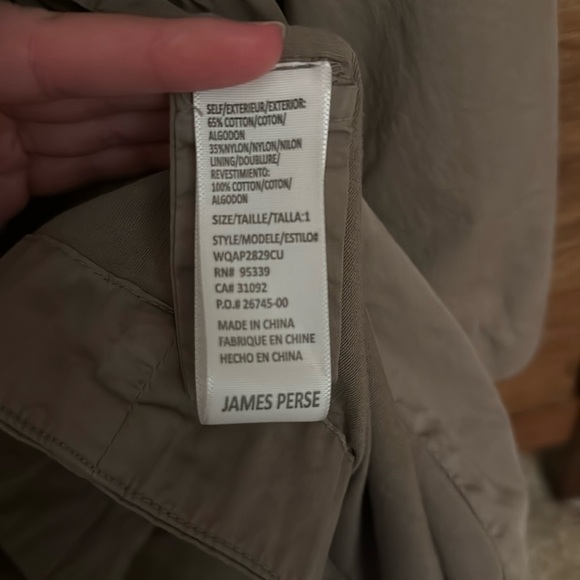 SELF/EXTERIEUR/EXTERIOR:
65% COTTON/COTON/
ALGODON
35%NYLON/NYLON/NILON
LINING/DOUBLURE/
REVESTIMIENTO:
100% COTTON/COTON/
ALGODON
SIZE/TAILLE/TALLA:1
STYLE/MODELE/ESTILO#
WQAP2829CU
RN# 95339
CA# 31092
P.O.# 26745-00
MADE IN CHINA
FABRIQUE EN CHINE
HECHO EN CHINA
JAMES PERSE